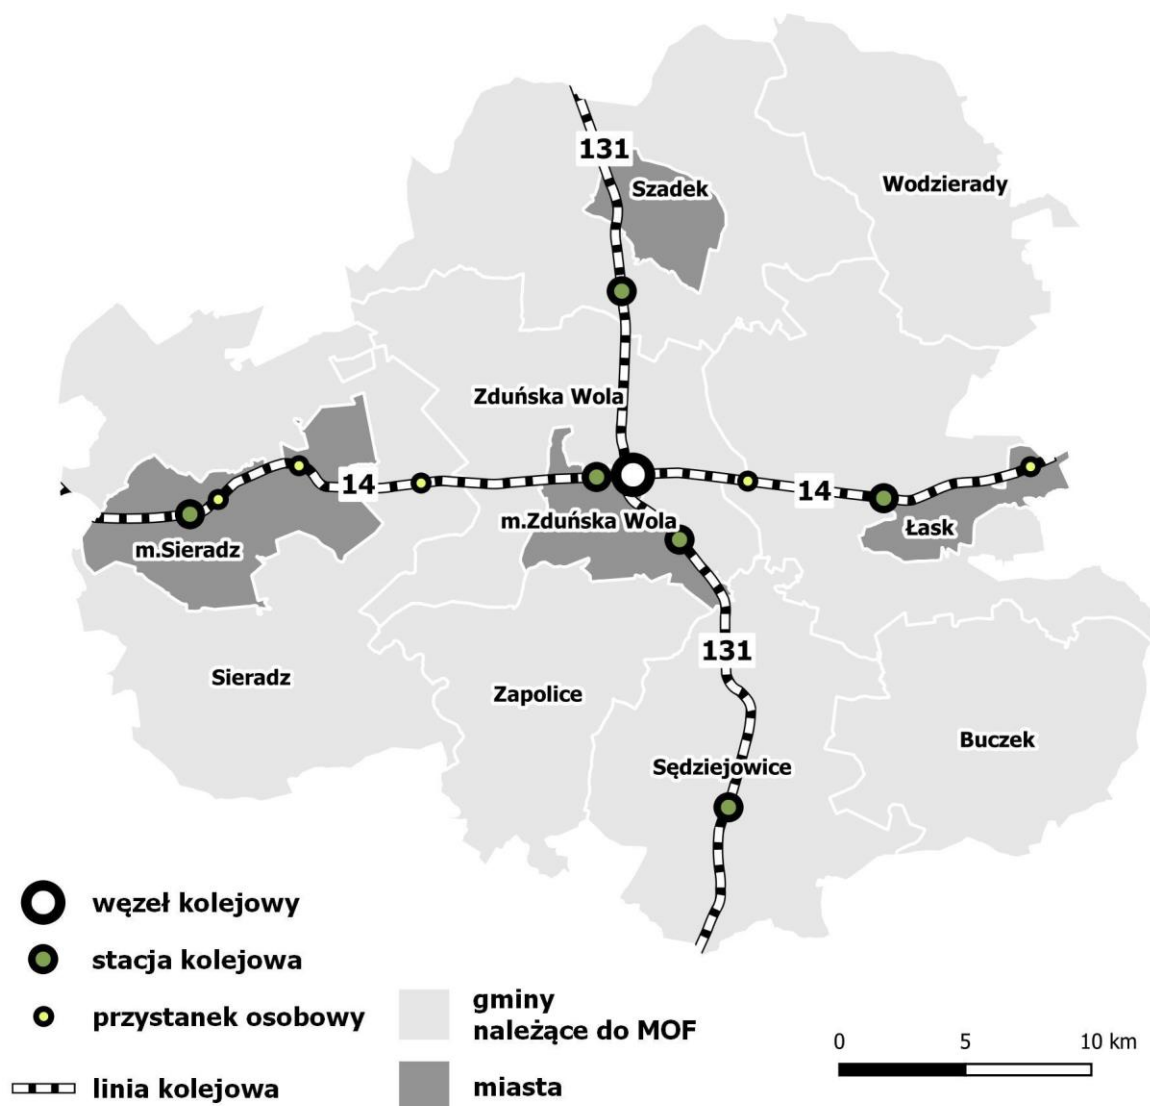 131
Szadek
Wodzierady
Zduńska Wola
14
14
m.Zduńska Wola
Łask
m.Sieradz
131
Sieradz
Zapolice
Buczek
Sędziejowice
węzeł kolejowy
stacja kolejowa
przystanek osobowy
linia kolejowa
gminy
należące do MOF
miasta
0 5 10 km